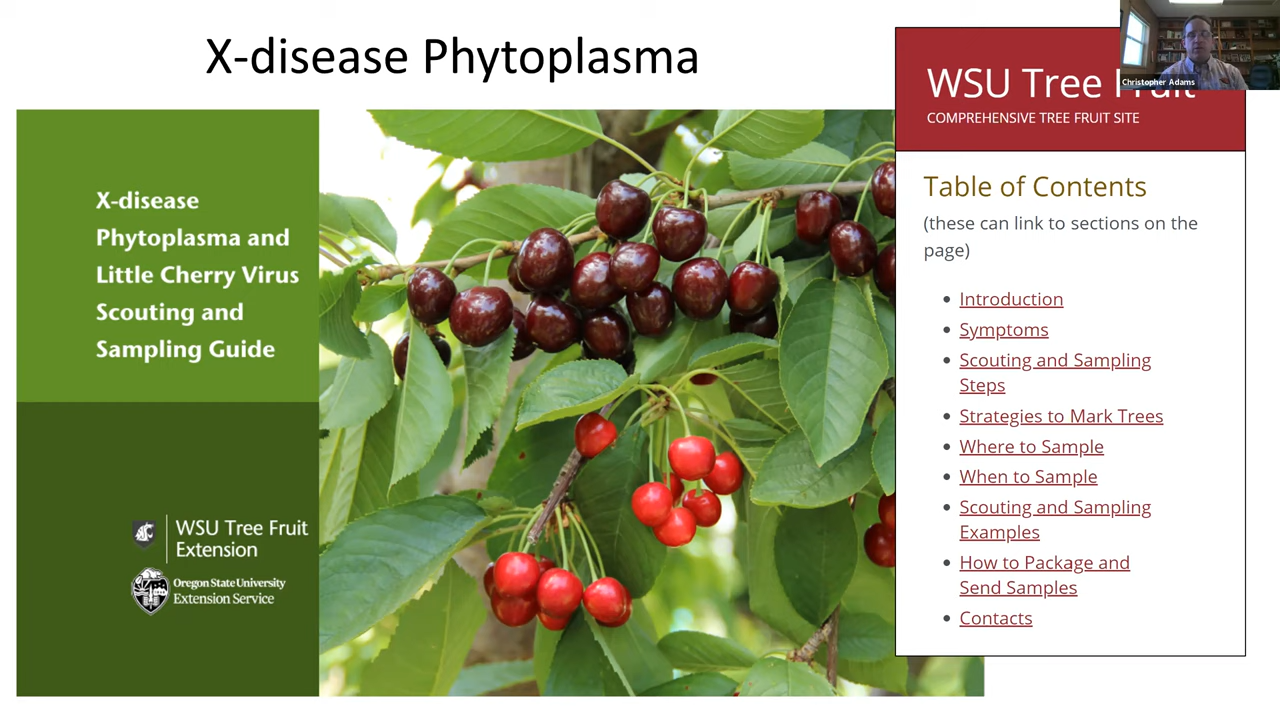 X-disease Phytoplasma
X-disease
Phytoplasma and
Little Cherry Virus
Scouting and
Sampling Guide
WSU Tree Fruit
Extension
Oregon State University
Extension Service
Christopher Adams
WSU Tree Fruit
COMPREHENSIVE TREE FRUIT SITE
Table of Contents
(these can link to sections on the
page)
Introduction
Symptoms
Scouting and Sampling
Steps
Strategies to Mark Trees
Where to Sample
When to Sample
Scouting and Sampling
Examples
How to Package and
Send Samples
Contacts